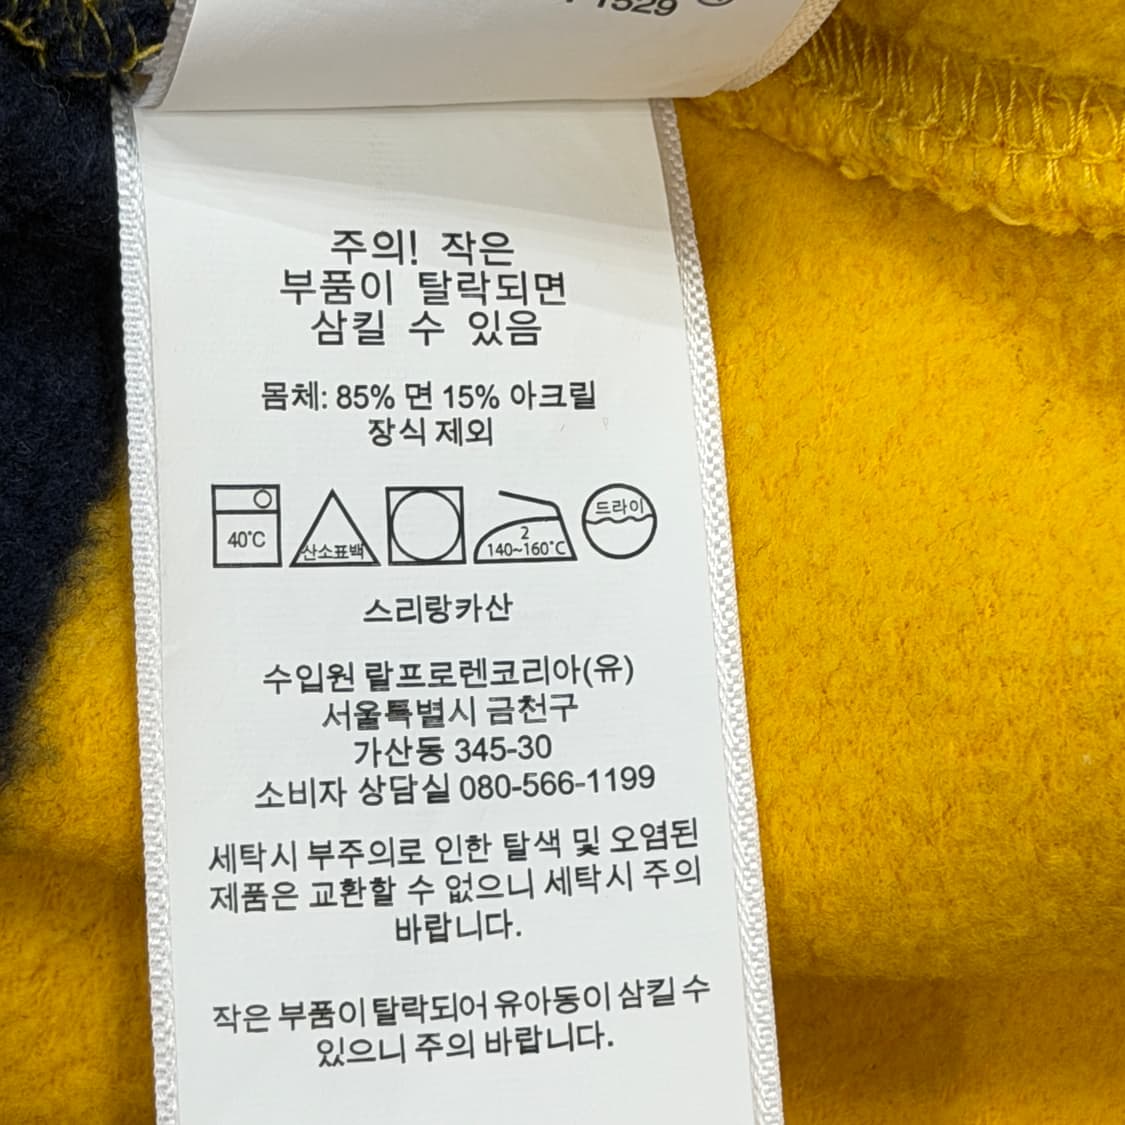 1529
주의! 작은
부품이 탈락되면
삼킬 수 있음
몸체: 85% 면 15% 아크릴
장식 제외
40°C
산소표백
2
140~160°C
드라이
스리랑카산
수입원 랄프로렌코리아(유)
서울특별시 금천구
가산동 345-30
소비자 상담실 080-566-1199
세탁시 부주의로 인한 탈색 및 오염된
제품은 교환할 수 없으니 세탁시 주의
바랍니다.
작은 부품이 탈락되어 유아동이 삼킬 수
있으니 주의 바랍니다.